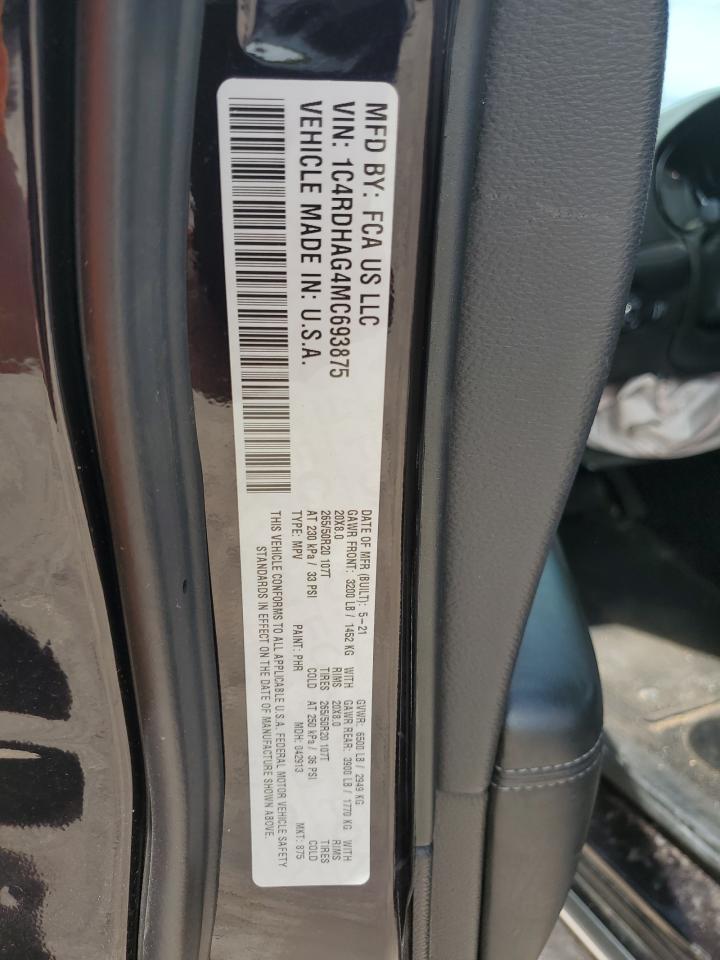 MFD BY: FCA US LLC
VIN: 1C4RDHAG4MC693875
VEHICLE MADE IN: U.S.A.
DATE OF MFR (BUILT): 5-21 GVWR: 6500 LB / 2949 KG
GAWR FRONT: 3200 LB / 1452 KG WITH GAWR REAR: 3900 LB / 1770 KG WITH
20X8.0 RIMS 20X8.0 RIMS
265/50R20 107T TIRES 265/50R20 107T TIRES
AT 230 kPa / 33 PSI COLD AT 250 kPa / 36 PSI COLD
TYPE: MPV PAINT: PHR MDH: 042913 MKT: 875
THIS VEHICLE CONFORMS TO ALL APPLICABLE U.S.A. FEDERAL MOTOR VEHICLE SAFETY
STANDARDS IN EFFECT ON THE DATE OF MANUFACTURE SHOWN ABOVE.